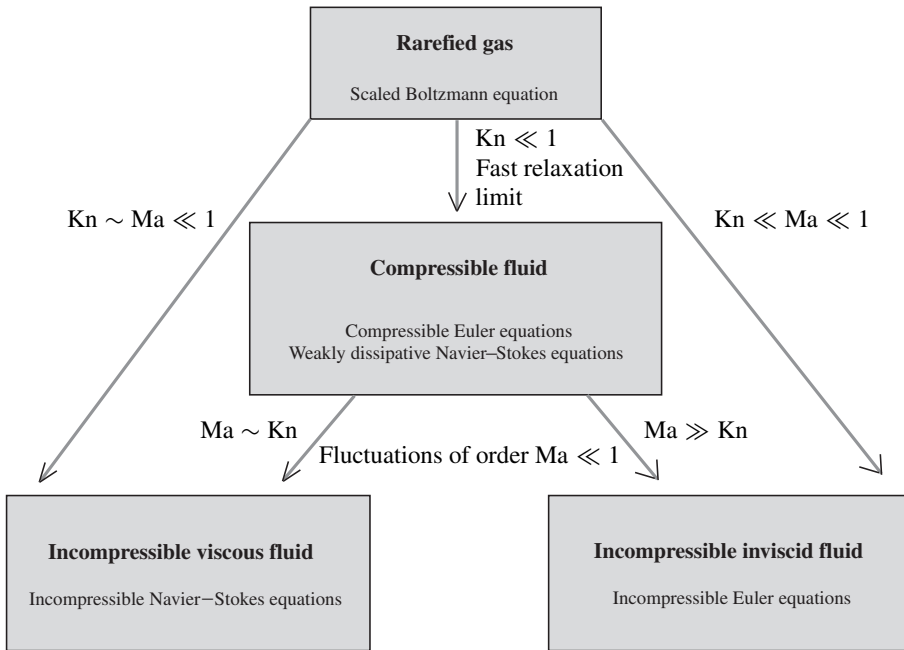 Rarefied gas
Scaled Boltzmann equation
Kn ≪ 1
Fast relaxation
limit
Kn ∼ Ma ≪ 1
Kn ≪ Ma ≪ 1
Compressible fluid
Compressible Euler equations
Weakly dissipative Navier–Stokes equations
Ma ∼ Kn
Ma ≫ Kn
Fluctuations of order Ma ≪ 1
Incompressible viscous fluid
Incompressible Navier–Stokes equations
Incompressible inviscid fluid
Incompressible Euler equations